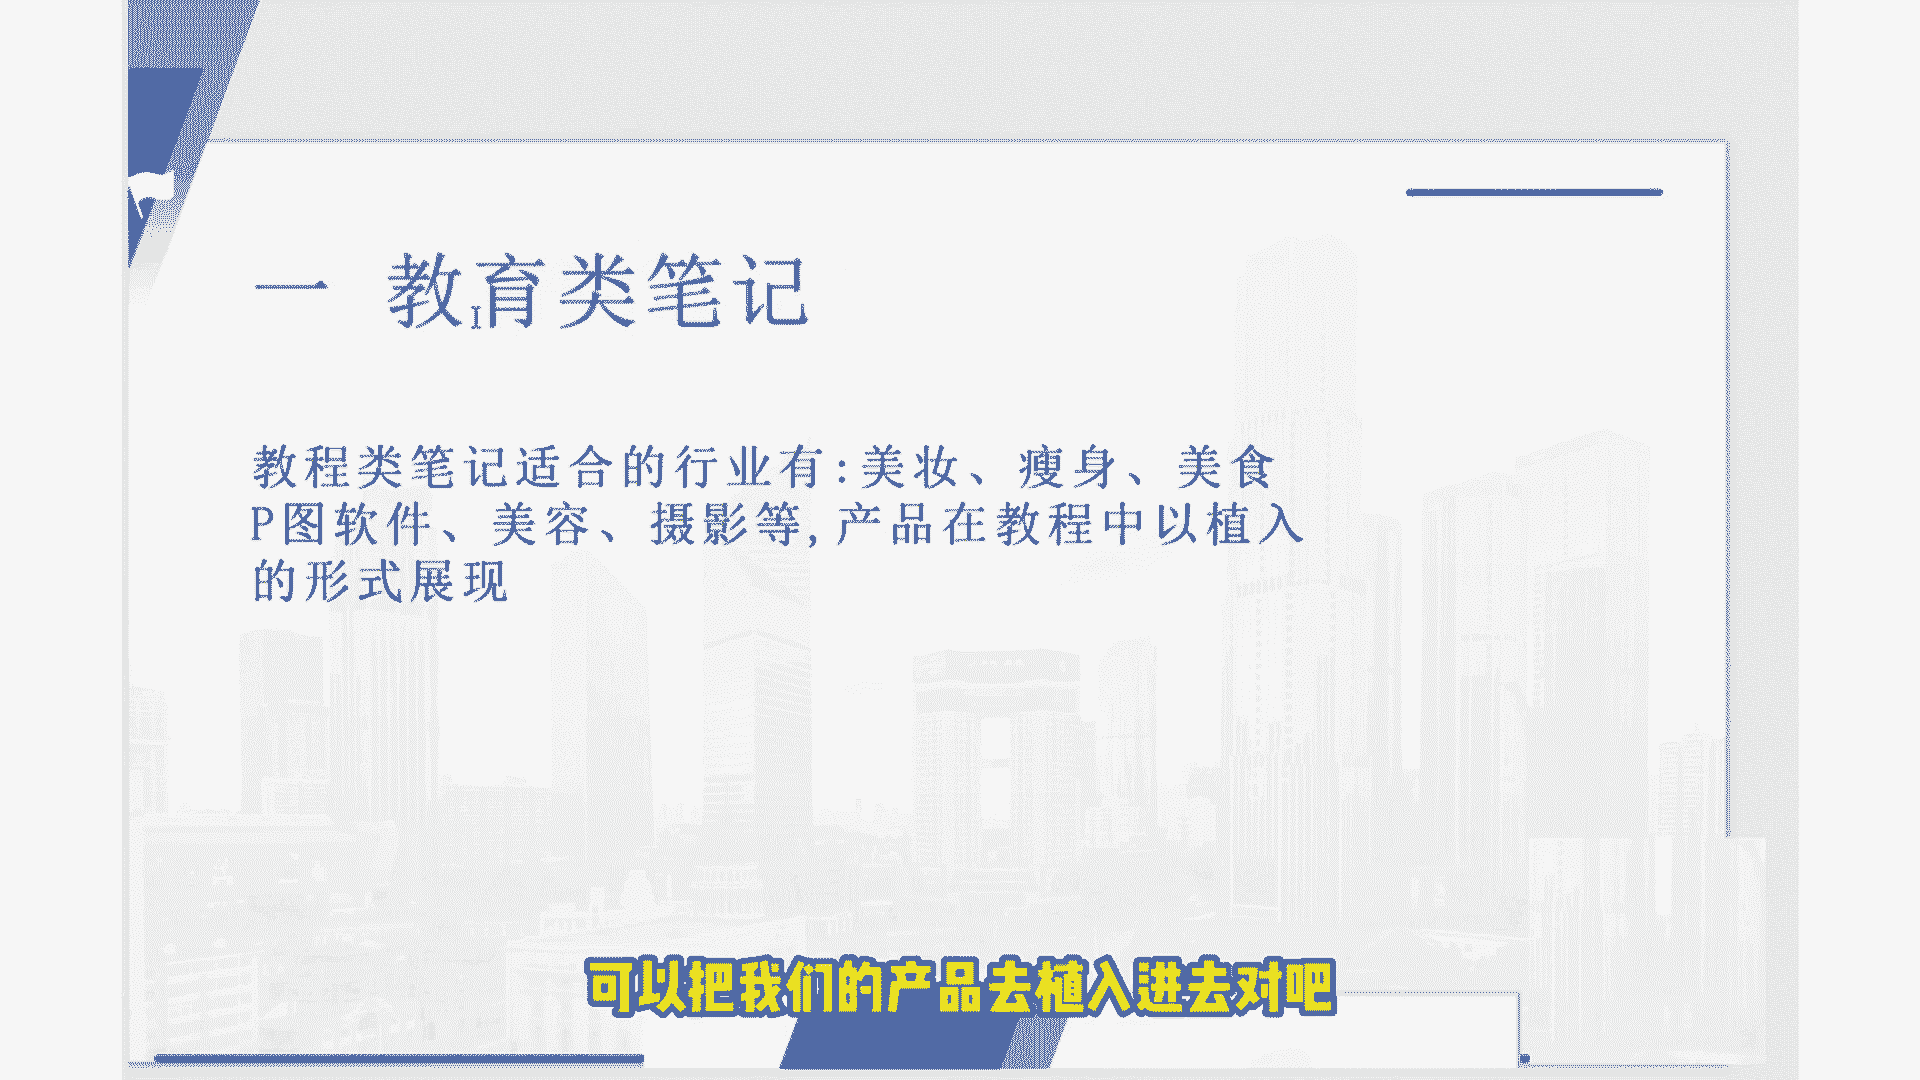 一 教育类笔记
教程类笔记适合的行业有:美妆、瘦身、美食
P图软件、美容、摄影等,产品在教程中以植入
的形式展现
可以把我们的产品去植入进去对吧